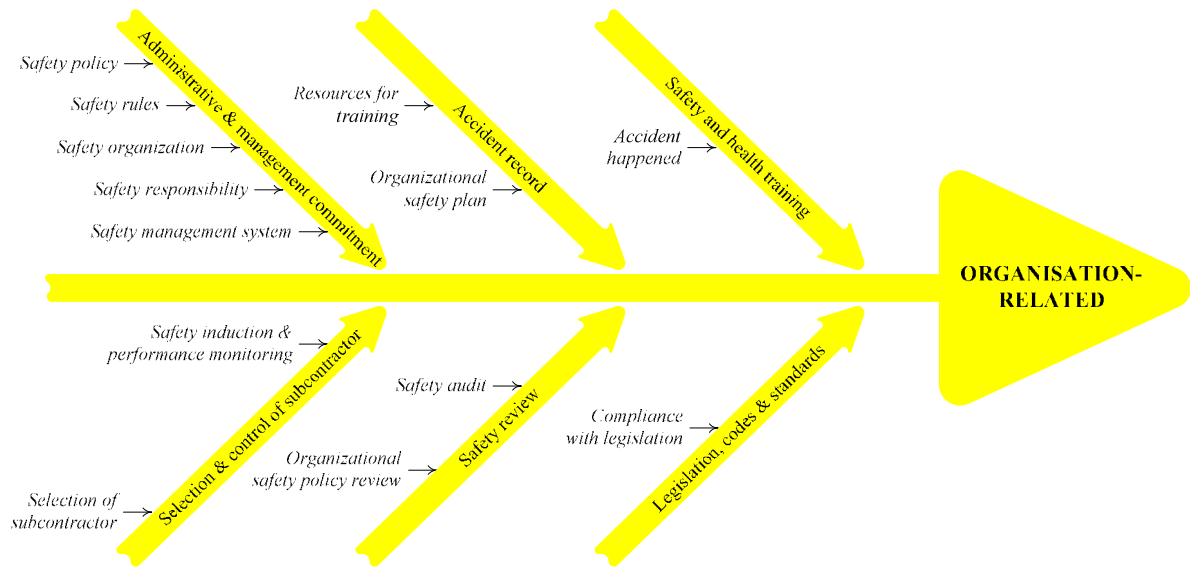 Administrative & management commitment
Safety policy
Safety rules
Safety organization
Safety responsibility
Safety management system
Accident record
Resources for
training
Organizational
safety plan
Safety and health training
Accident
happened
ORGANISATION-
RELATED
Selection & control of subcontractor
Safety induction &
performance monitoring
Selection of
subcontractor
Safety review
Safety audit
Organizational
safety policy review
Legislation, codes & standards
Compliance
with legislation